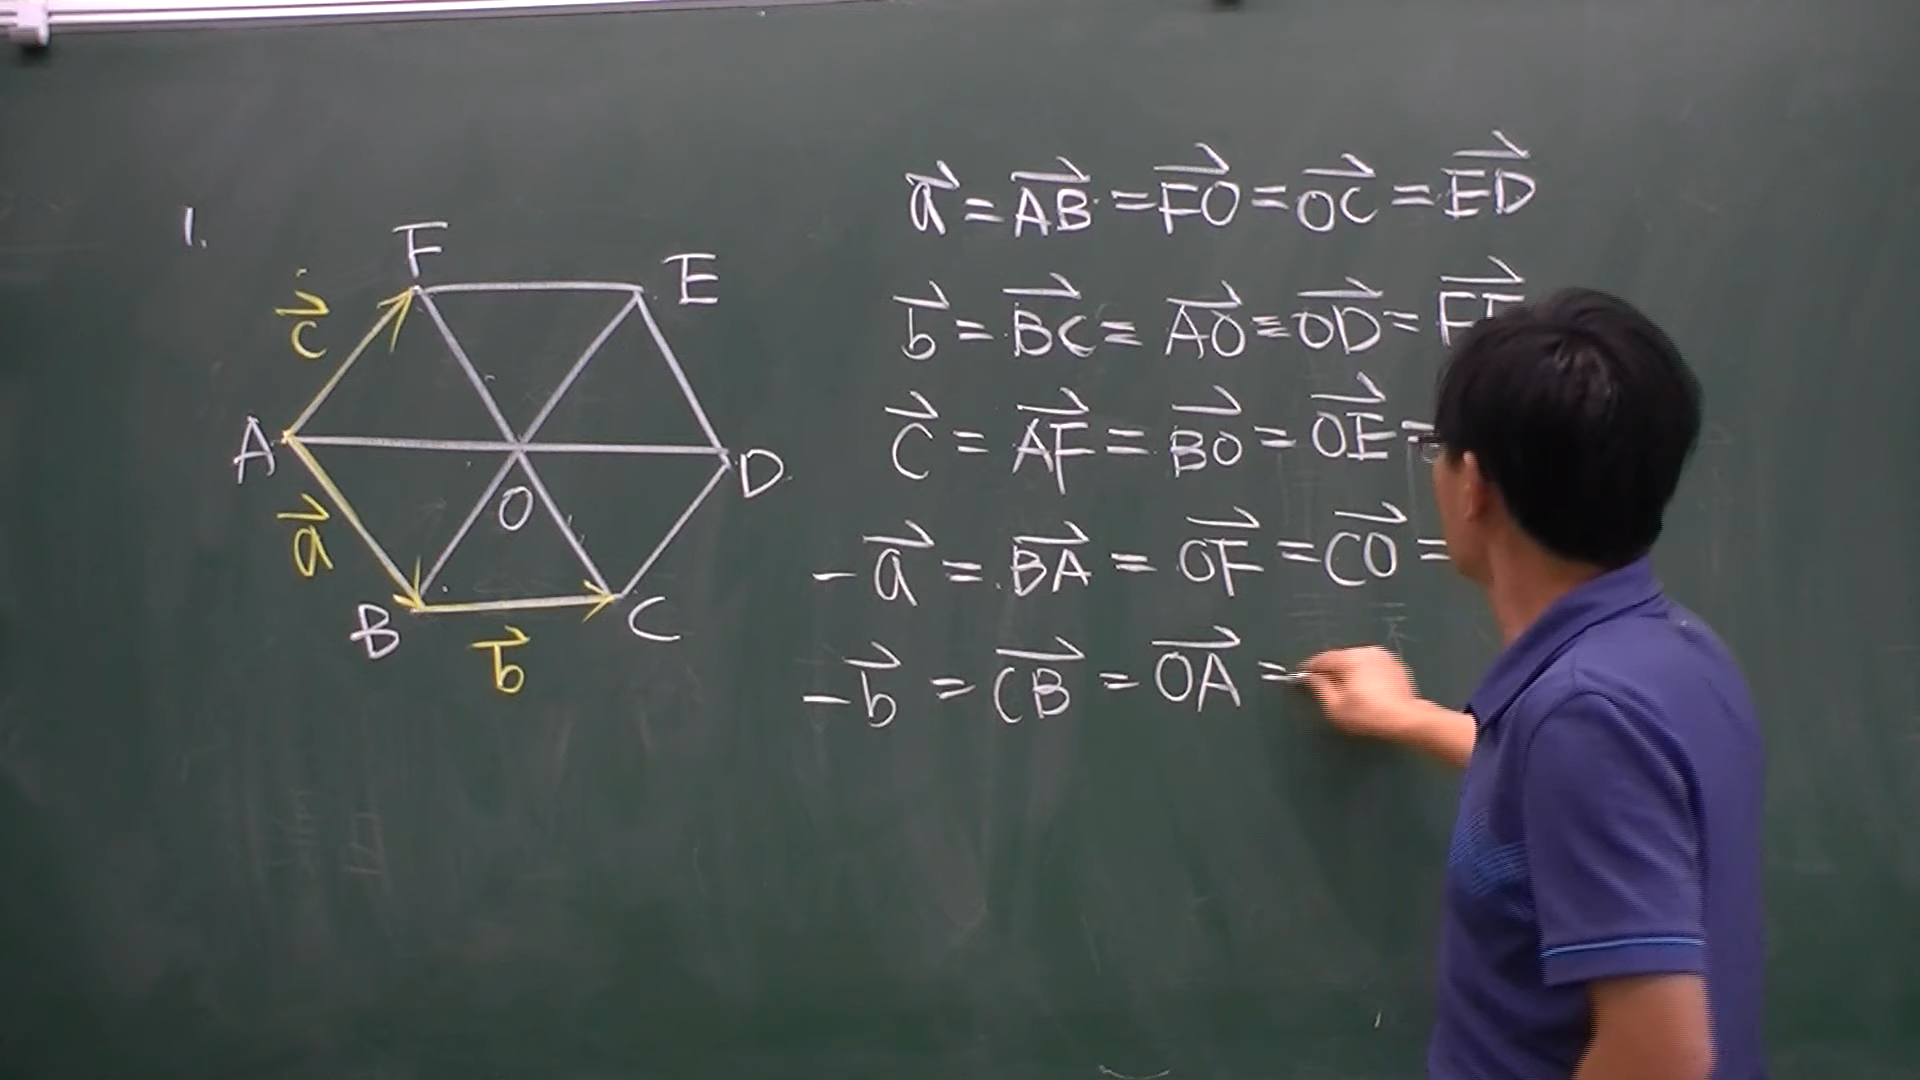 1.
F
E
c⃗
A
D
O
a⃗
B
C
b⃗
a⃗ = AB⃗ = FO⃗ = OC⃗ = ED⃗
b⃗ = BC⃗ = AO⃗ = OD⃗ =
c⃗ = AF⃗ = BO⃗ = OE⃗ =
-a⃗ = BA⃗ = OF⃗ = CO⃗ =
-b⃗ = CB⃗ = OA⃗ =